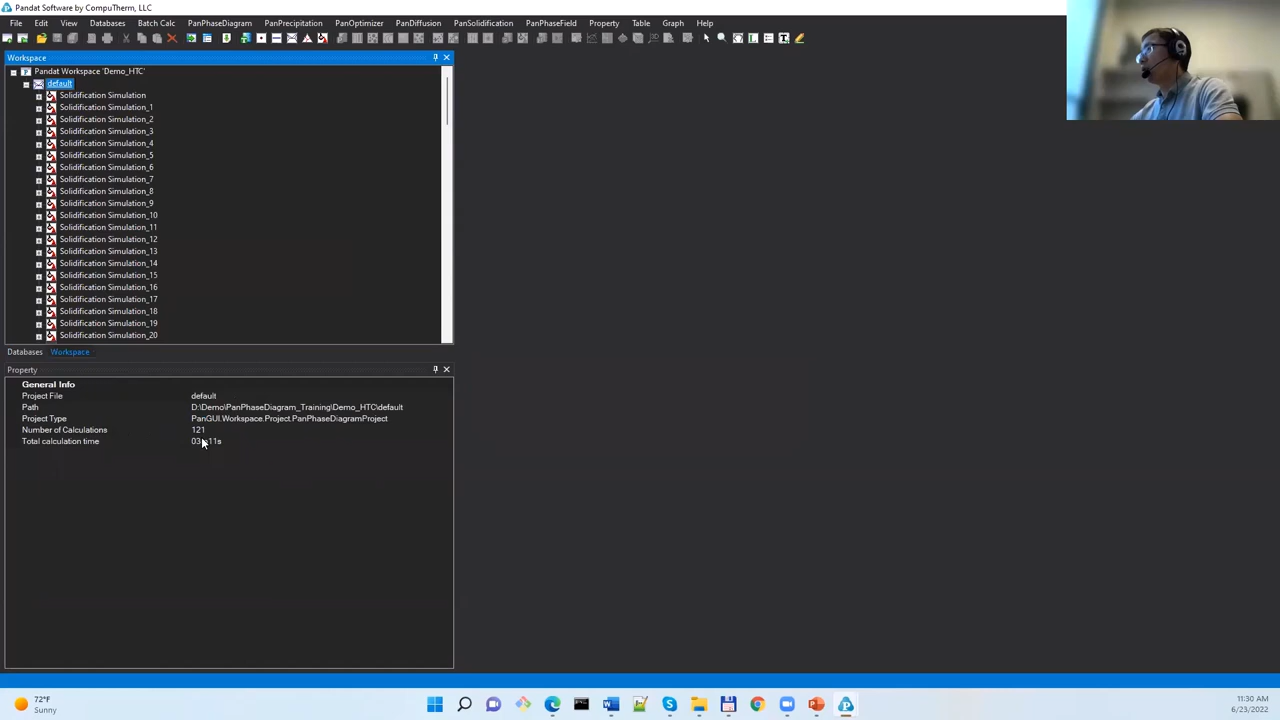 Pandat Software by CompuTherm, LLC
File Edit View Databases Batch Calc PanPhaseDiagram PanPrecipitation PanOptimizer PanDiffusion PanSolidification PanPhaseField Property Table Graph Help
Workspace
Pandat Workspace 'Demo_HTC'
default
Solidification Simulation
Solidification Simulation_1
Solidification Simulation_2
Solidification Simulation_3
Solidification Simulation_4
Solidification Simulation_5
Solidification Simulation_6
Solidification Simulation_7
Solidification Simulation_8
Solidification Simulation_9
Solidification Simulation_10
Solidification Simulation_11
Solidification Simulation_12
Solidification Simulation_13
Solidification Simulation_14
Solidification Simulation_15
Solidification Simulation_16
Solidification Simulation_17
Solidification Simulation_18
Solidification Simulation_19
Solidification Simulation_20
Databases Workspace
Property
General Info
Project File default
Path D:\Demo\PanPhaseDiagram_Training\Demo_HTC\default
Project Type PanGUI.Workspace.Project.PanPhaseDiagramProject
Number of Calculations 121
Total calculation time
72°F
Sunny
11:30 AM
6/23/2022